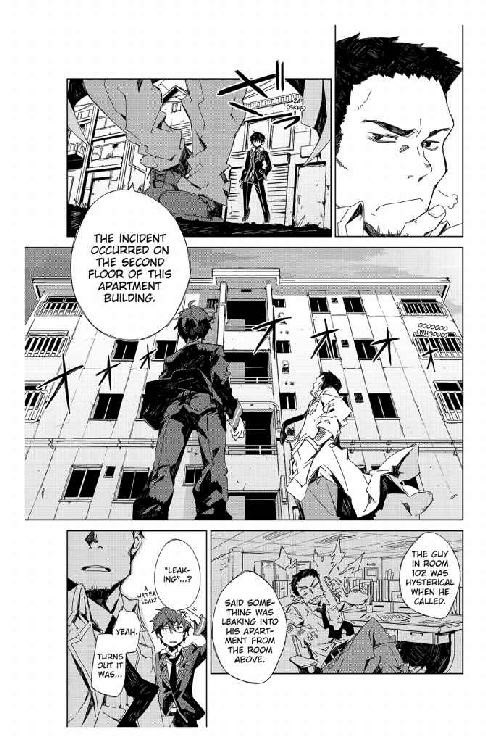 THE INCIDENT
OCCURRED ON
THE SECOND
FLOOR OF THIS
APARTMENT
BUILDING.
THE GUY
IN ROOM
102 WAS
HYSTERICAL
WHEN HE
CALLED.
SAID SOME-
THING WAS
LEAKING INTO
HIS APART-
MENT FROM
THE ROOM
ABOVE.
"LEAK-
ING"...?
A
WATER
LEAK?
YEAH.
TURNS
OUT IT
WAS...